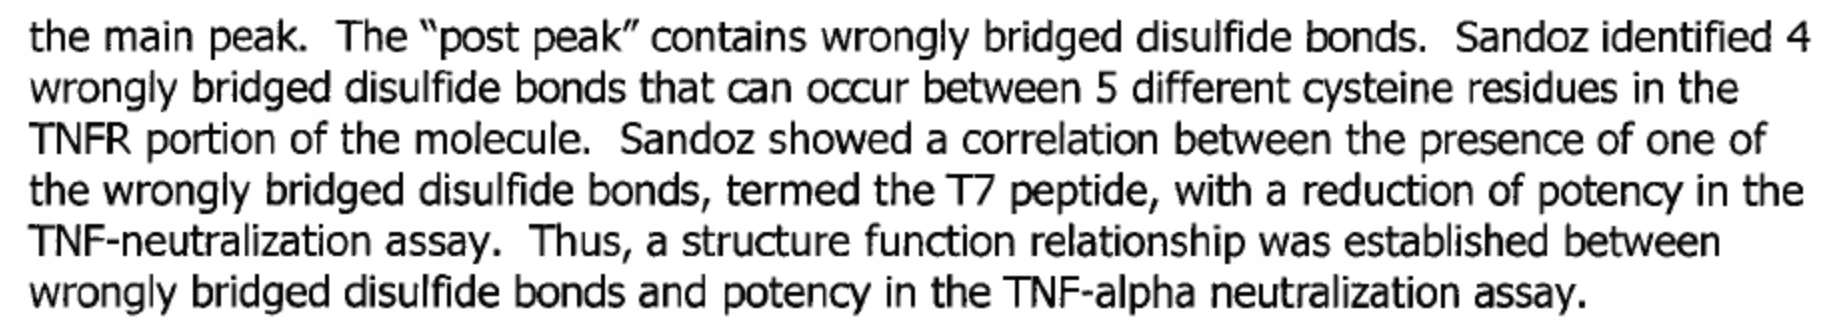 the main peak.  The “post peak” contains wrongly bridged disulfide bonds.  Sandoz identified 4
wrongly bridged disulfide bonds that can occur between 5 different cysteine residues in the
TNFR portion of the molecule.  Sandoz showed a correlation between the presence of one of
the wrongly bridged disulfide bonds, termed the T7 peptide, with a reduction of potency in the
TNF-neutralization assay.  Thus, a structure function relationship was established between
wrongly bridged disulfide bonds and potency in the TNF-alpha neutralization assay.